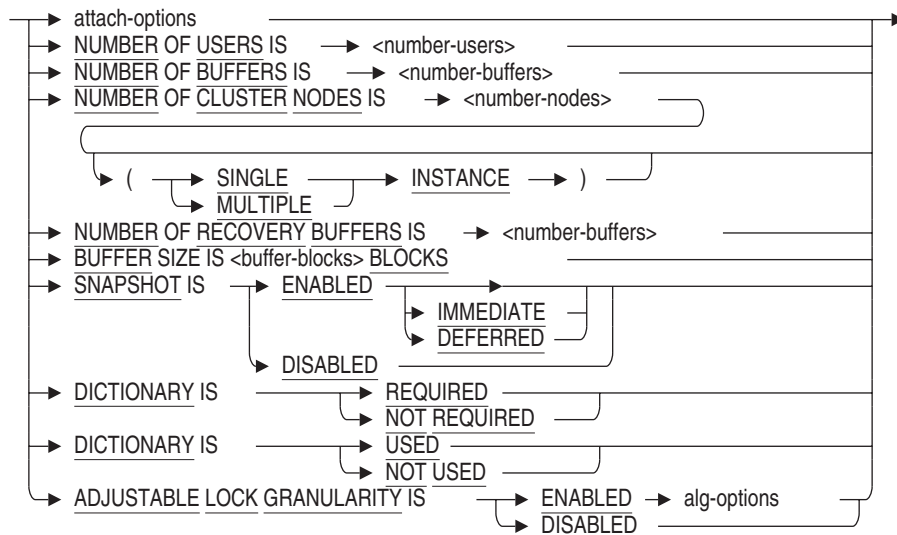 attach-options
NUMBER OF USERS IS <number-users>
NUMBER OF BUFFERS IS <number-buffers>
NUMBER OF CLUSTER NODES IS <number-nodes>
( SINGLE INSTANCE )
MULTIPLE
NUMBER OF RECOVERY BUFFERS IS <number-buffers>
BUFFER SIZE IS <buffer-blocks> BLOCKS
SNAPSHOT IS ENABLED
IMMEDIATE
DEFERRED
DISABLED
DICTIONARY IS REQUIRED
NOT REQUIRED
DICTIONARY IS USED
NOT USED
ADJUSTABLE LOCK GRANULARITY IS ENABLED alg-options
DISABLED